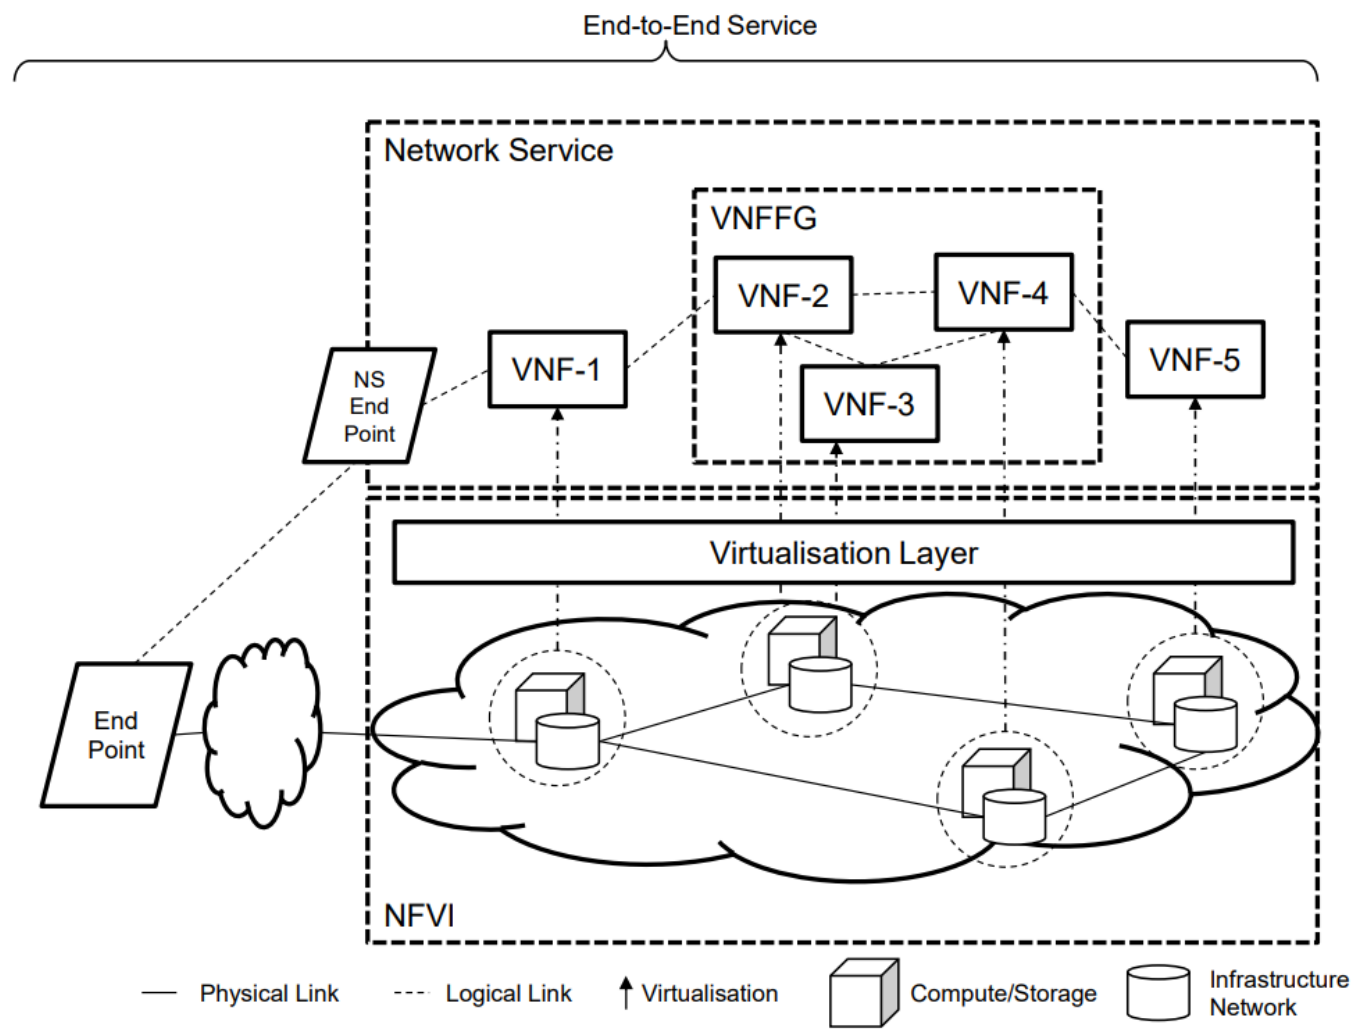 End-to-End Service
Network Service
VNFFG
VNF-2
VNF-4
VNF-1
VNF-5
VNF-3
NS
End
Point
Virtualisation Layer
End
Point
NFVI
Physical Link
Logical Link
Virtualisation
Compute/Storage
Infrastructure
Network